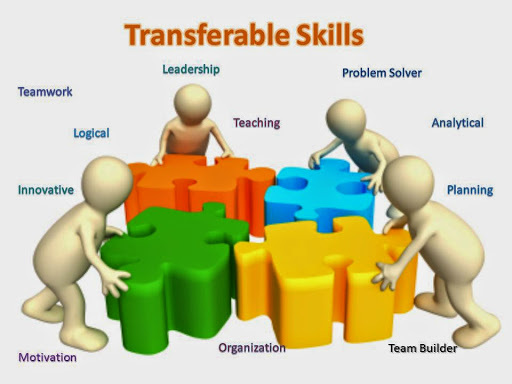 Transferable Skills
Leadership
Problem Solver
Teamwork
Teaching
Analytical
Logical
Innovative
Planning
Motivation
Organization
Team Builder